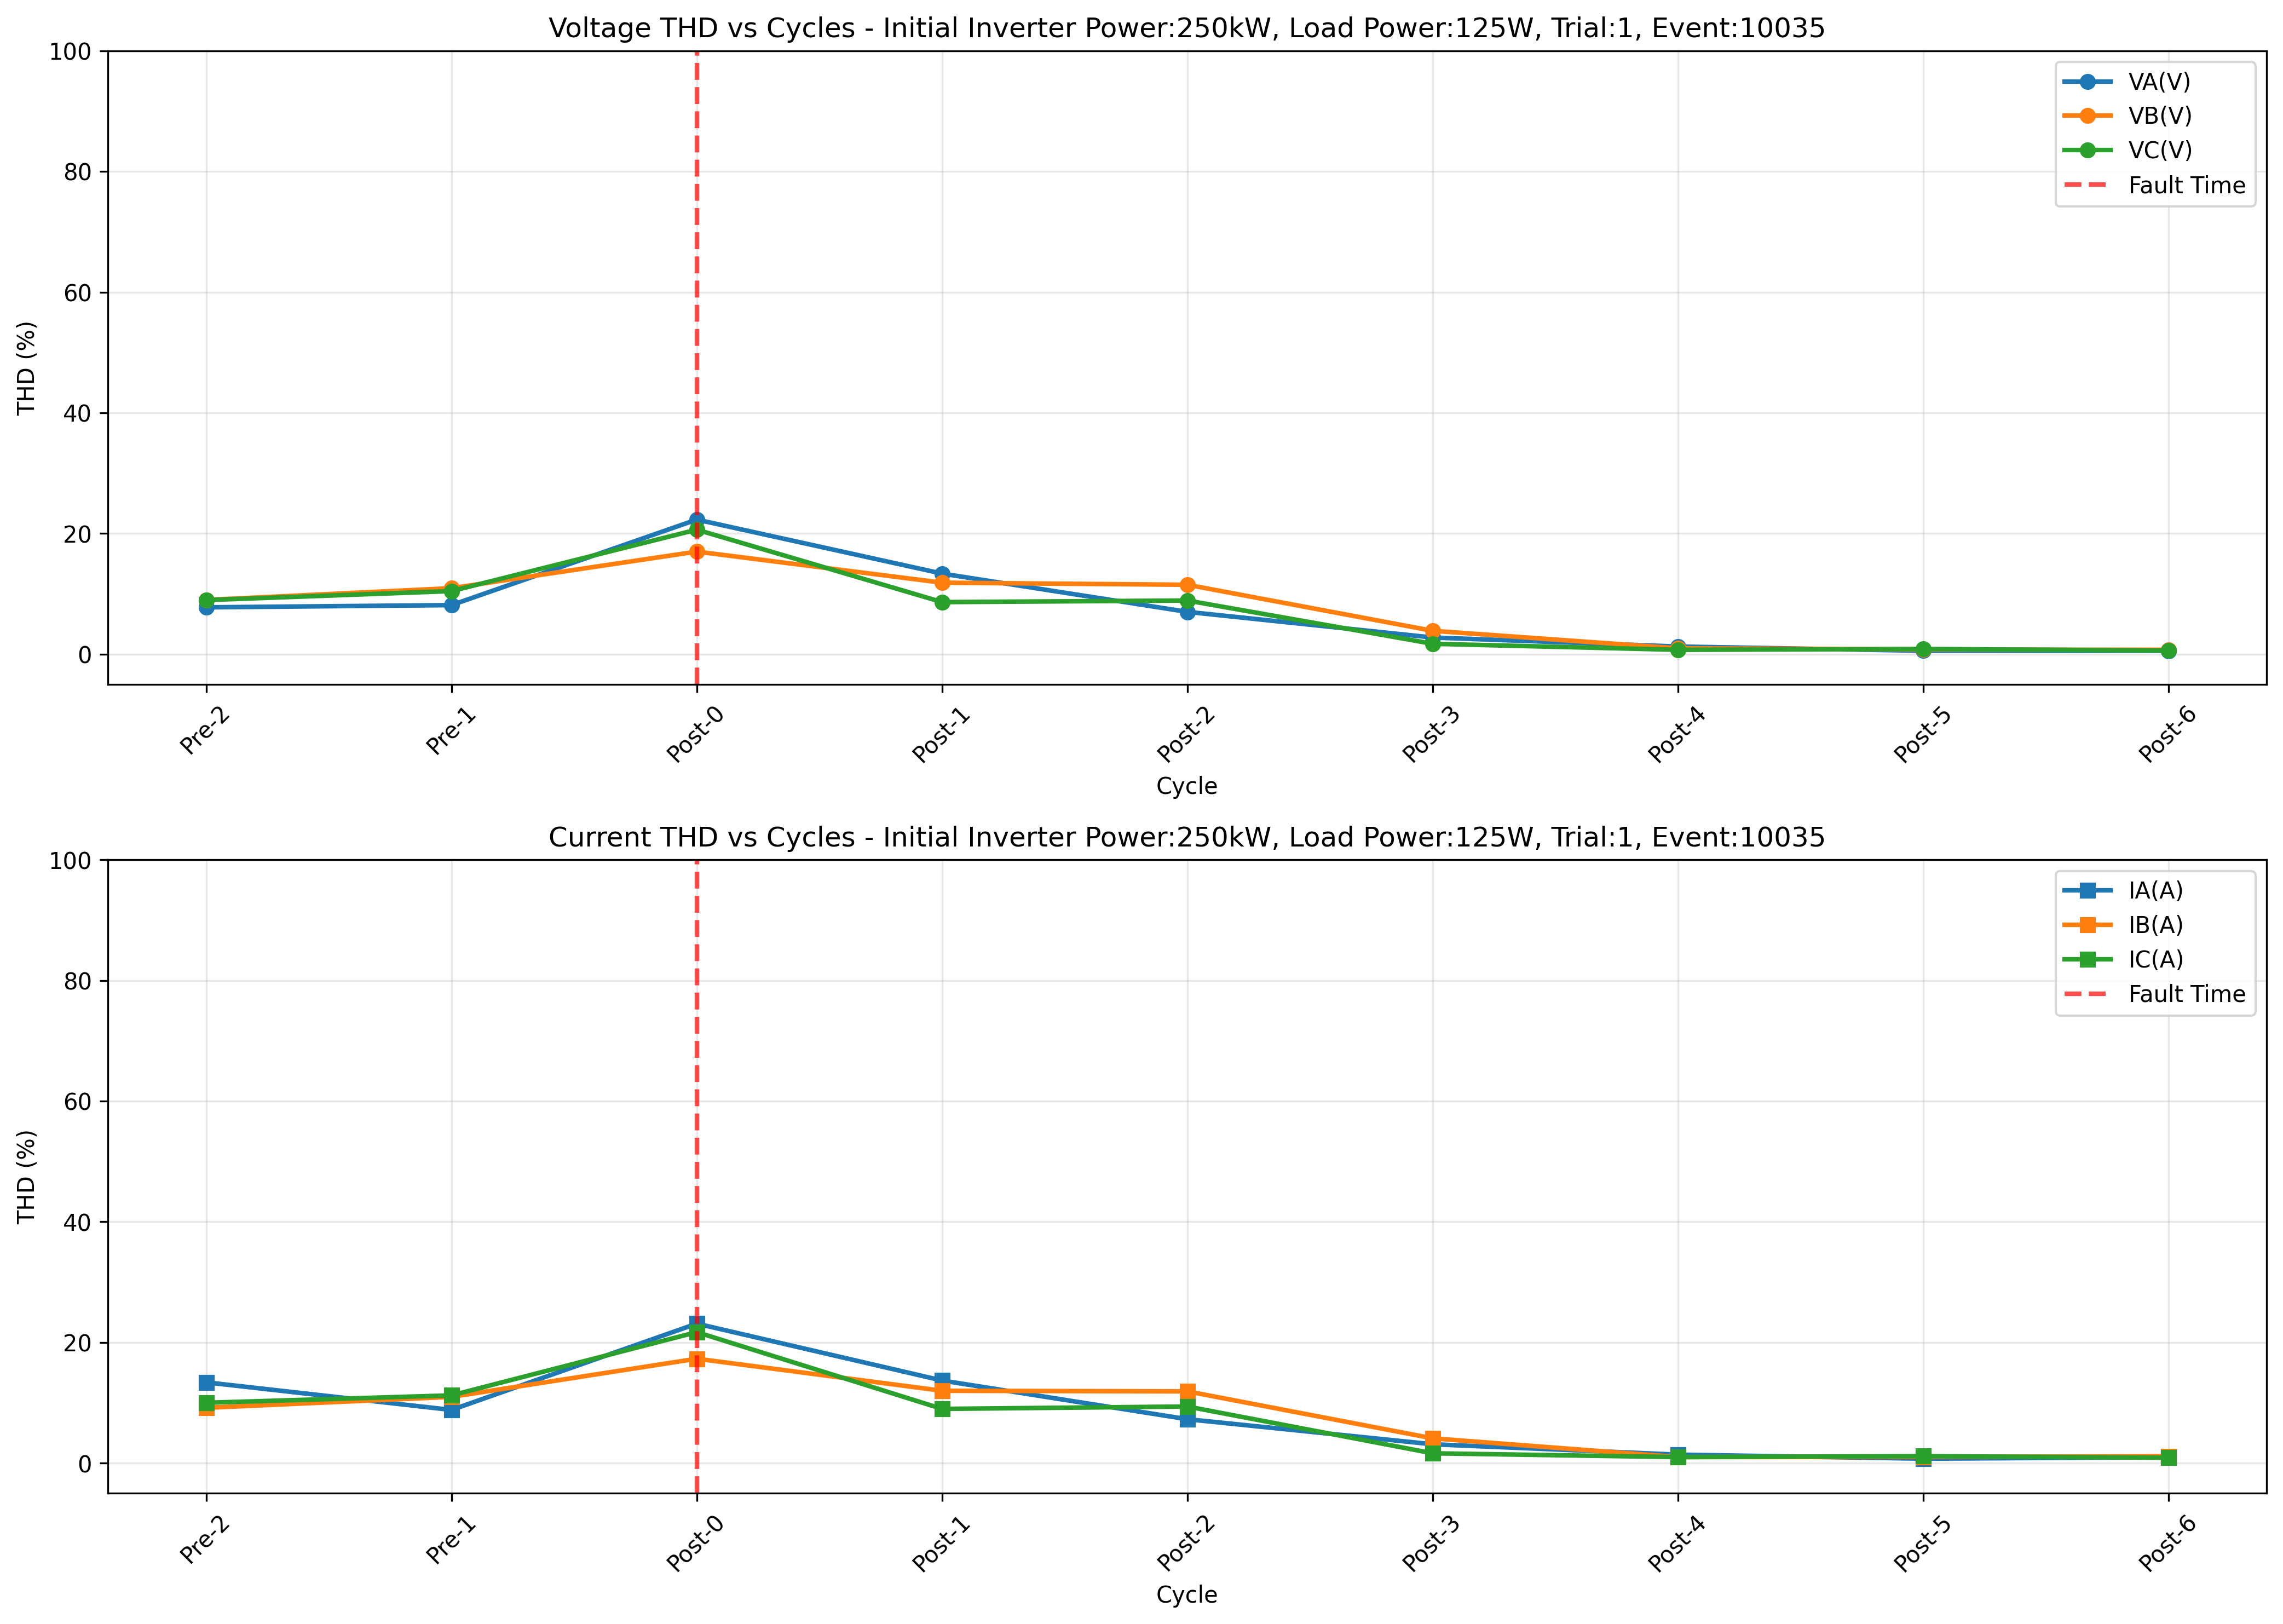 Voltage THD vs Cycles - Initial Inverter Power:250kW, Load Power:125W, Trial:1, Event:10035
100
80
60
40
20
0
THD (%)
VA(V)
VB(V)
VC(V)
Fault Time
Pre-2
Pre-1
Post-0
Post-1
Post-2
Post-3
Post-4
Post-5
Post-6
Cycle
Current THD vs Cycles - Initial Inverter Power:250kW, Load Power:125W, Trial:1, Event:10035
100
80
60
40
20
0
THD (%)
IA(A)
IB(A)
IC(A)
Fault Time
Pre-2
Pre-1
Post-0
Post-1
Post-2
Post-3
Post-4
Post-5
Post-6
Cycle